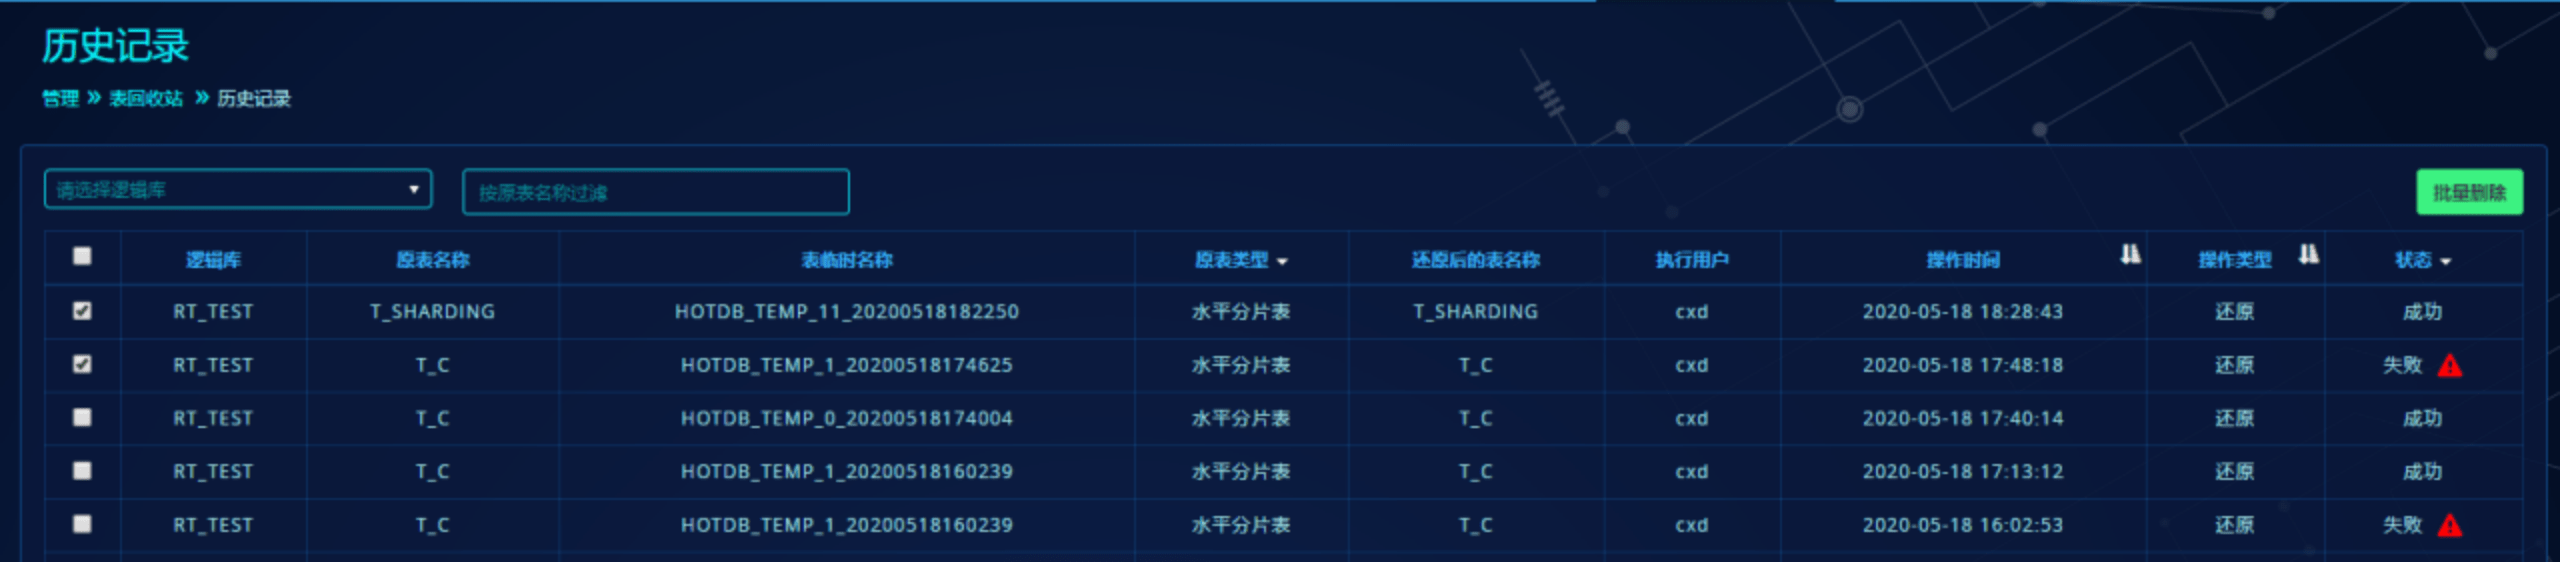 历史记录
管理 » 表回收站 » 历史记录
请选择逻辑库 按原表名称过滤 批量删除
逻辑库 原表名称 表临时名称 原表类型 还原后的表名称 执行用户 操作时间 操作类型 状态
RT_TEST T_SHARDING HOTDB_TEMP_11_20200518182250 水平分片表 T_SHARDING cxd 2020-05-18 18:28:43 还原 成功
RT_TEST T_C HOTDB_TEMP_1_20200518174625 水平分片表 T_C cxd 2020-05-18 17:48:18 还原 失败
RT_TEST T_C HOTDB_TEMP_0_20200518174004 水平分片表 T_C cxd 2020-05-18 17:40:14 还原 成功
RT_TEST T_C HOTDB_TEMP_1_20200518160239 水平分片表 T_C cxd 2020-05-18 17:13:12 还原 成功
RT_TEST T_C HOTDB_TEMP_1_20200518160239 水平分片表 T_C cxd 2020-05-18 16:02:53 还原 失败